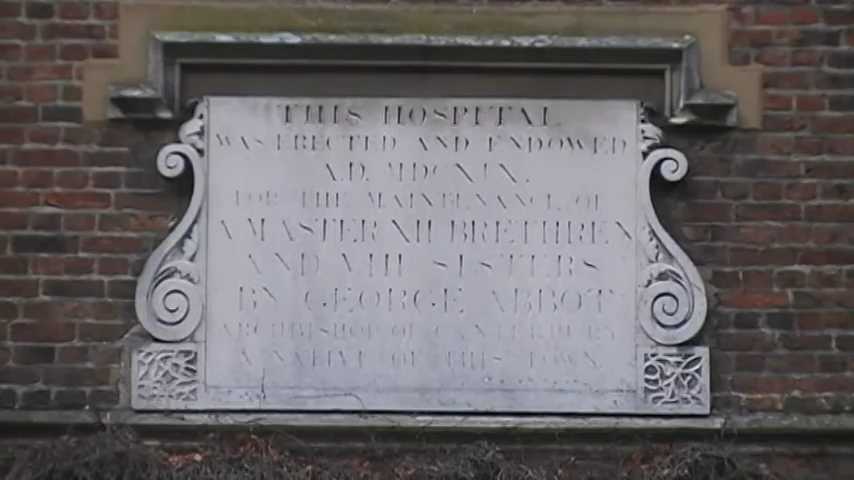 THIS HOSPITAL
WAS ERECTED AND ENDOWED
A.D. MDCXIX.
FOR THE MAINTENANCE OF
A MASTER XII BRETHREN
AND VIII SISTERS
BY GEORGE ABBOT
ARCHBISHOP OF CANTERBURY
A NATIVE OF THIS TOWN.